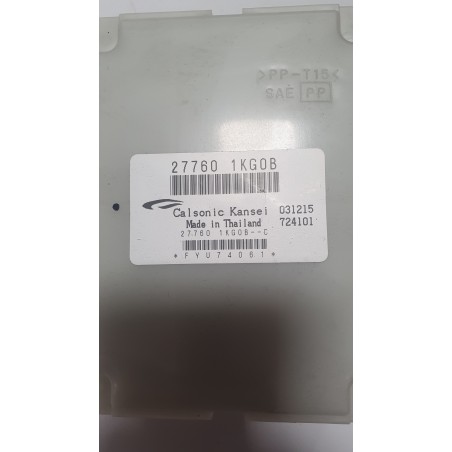 >PP-T15<
SAE PP
27760 1KG0B
Calsonic Kansei 031215
Made in Thailand 724101
27760 1KG0B--C
*FYU74061*